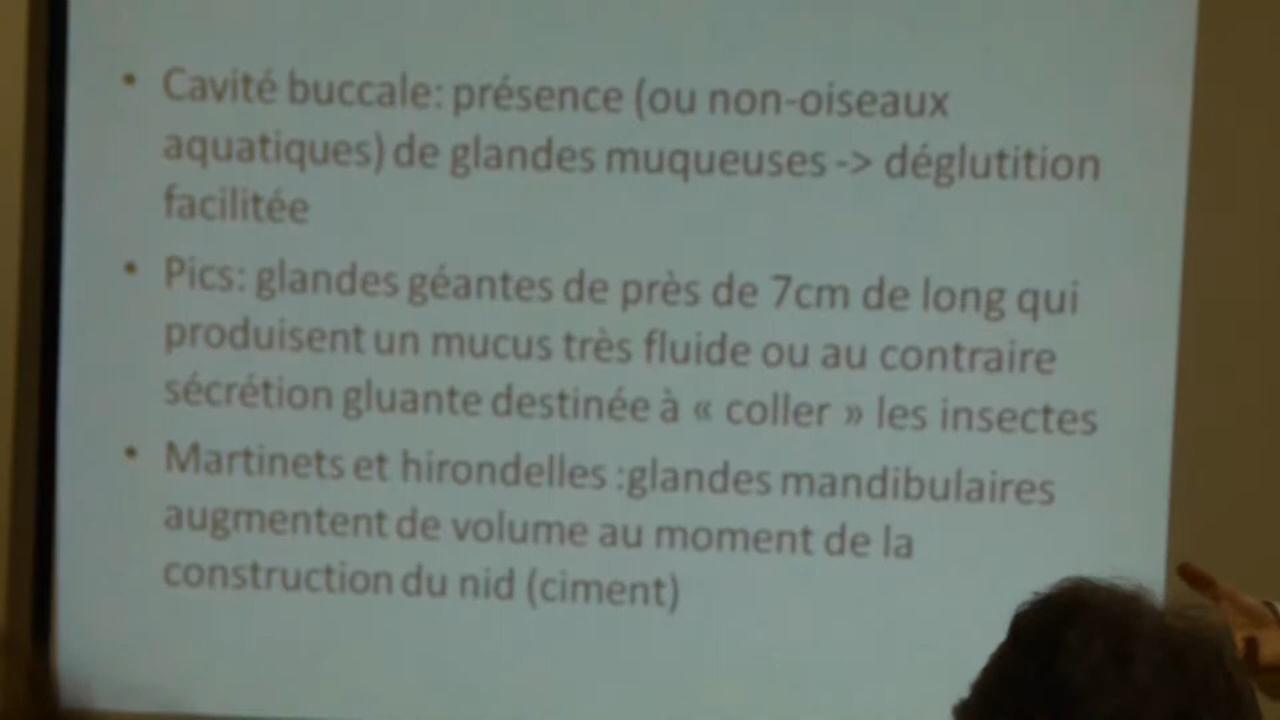 • Cavité buccale: présence (ou non-oiseaux
aquatiques) de glandes muqueuses -> déglutition
facilitée
• Pics: glandes géantes de près de 7cm de long qui
produisent un mucus très fluide ou au contraire
sécrétion gluante destinée à « coller » les insectes
• Martinets et hirondelles :glandes mandibulaires
augmentent de volume au moment de la
construction du nid (ciment)